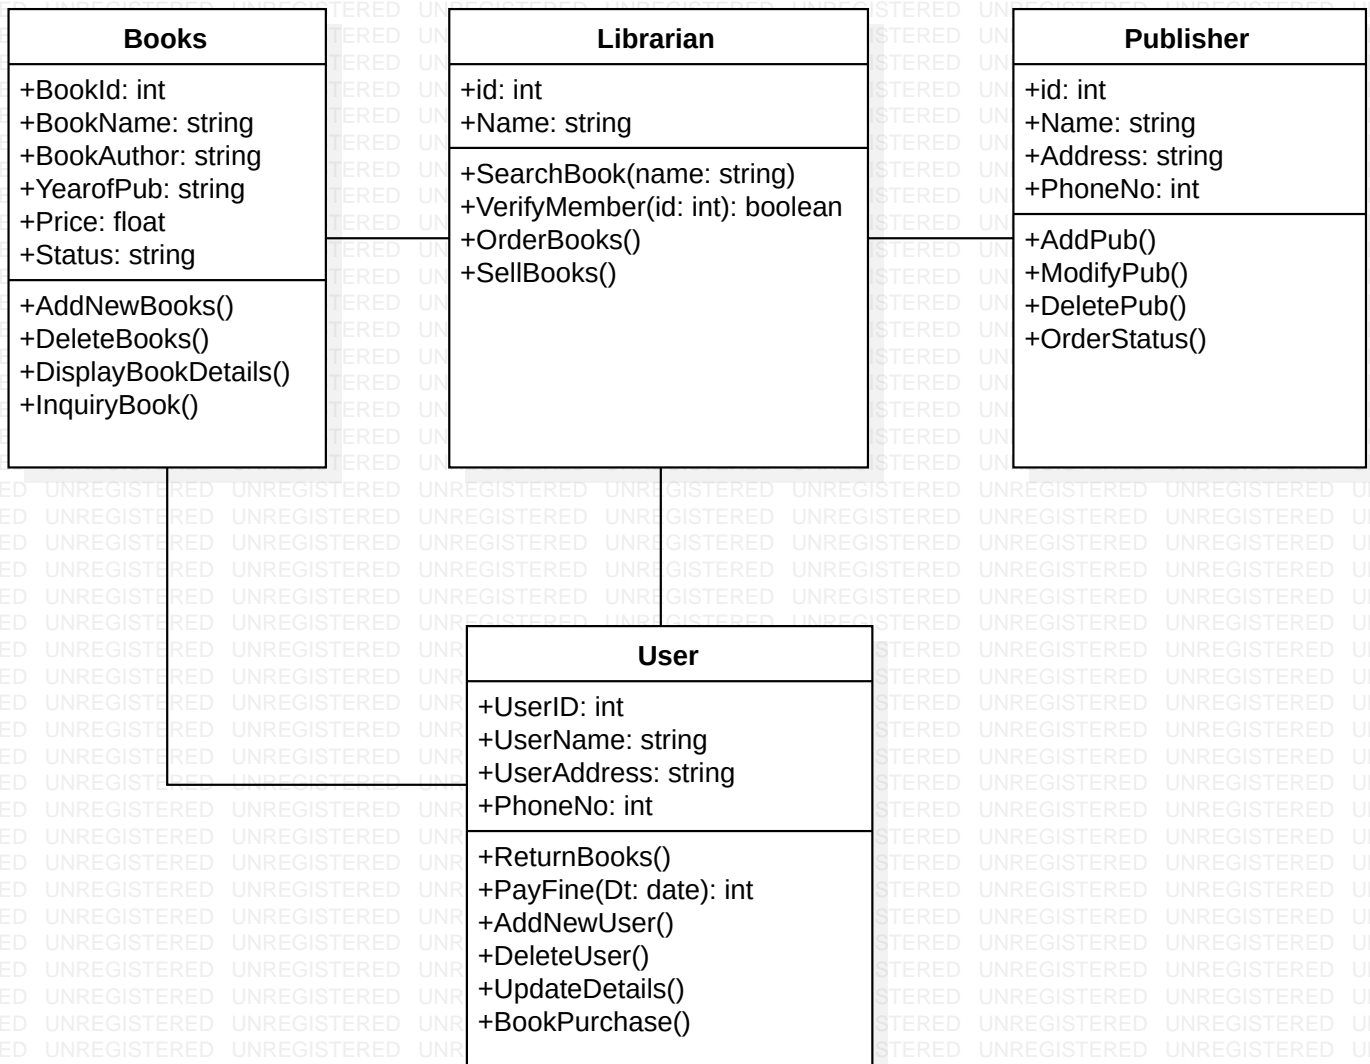 Books
+BookId: int
+BookName: string
+BookAuthor: string
+YearofPub: string
+Price: float
+Status: string
+AddNewBooks()
+DeleteBooks()
+DisplayBookDetails()
+InquiryBook()
Librarian
+id: int
+Name: string
+SearchBook(name: string)
+VerifyMember(id: int): boolean
+OrderBooks()
+SellBooks()
Publisher
+id: int
+Name: string
+Address: string
+PhoneNo: int
+AddPub()
+ModifyPub()
+DeletePub()
+OrderStatus()
User
+UserID: int
+UserName: string
+UserAddress: string
+PhoneNo: int
+ReturnBooks()
+PayFine(Dt: date): int
+AddNewUser()
+DeleteUser()
+UpdateDetails()
+BookPurchase()
UNREGISTERED